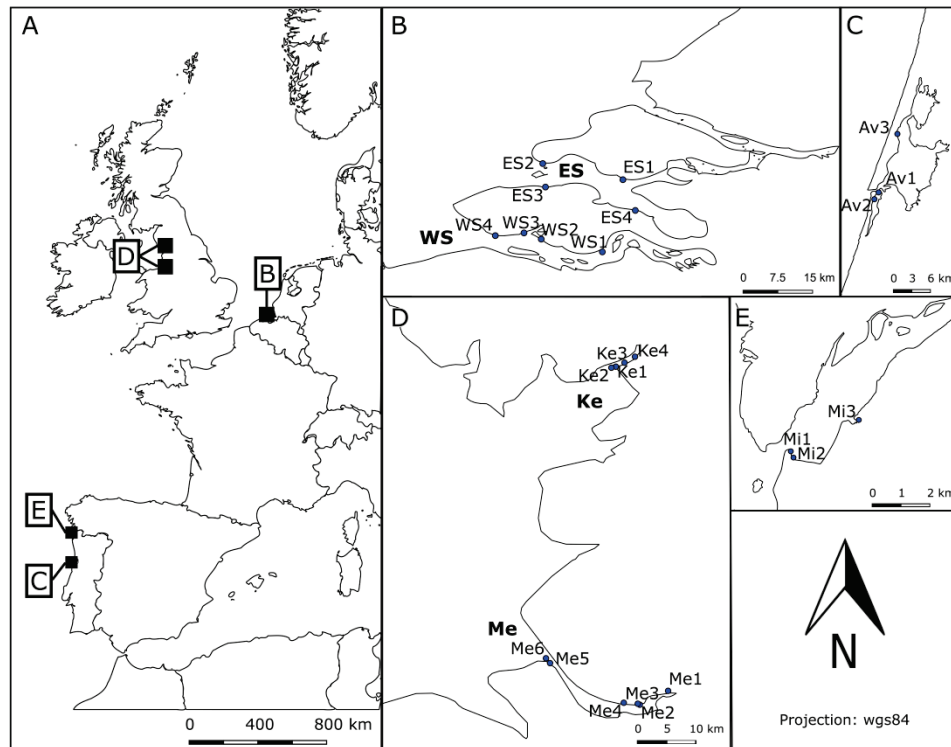 A
D
B
E
C
0 200 400 600 800 km
B
ES2
ES
ES1
ES3
ES4
WS4
WS3
WS2
WS
WS1
0 7.5 15 km
C
Av3
Av1
Av2
0 3 6 km
D
Ke3
Ke4
Ke2
Ke1
Ke
Me
Me6
Me5
Me1
Me3
Me4
Me2
0 5 10 km
E
Mi3
Mi1
Mi2
0 1 2 km
N
Projection: wgs84